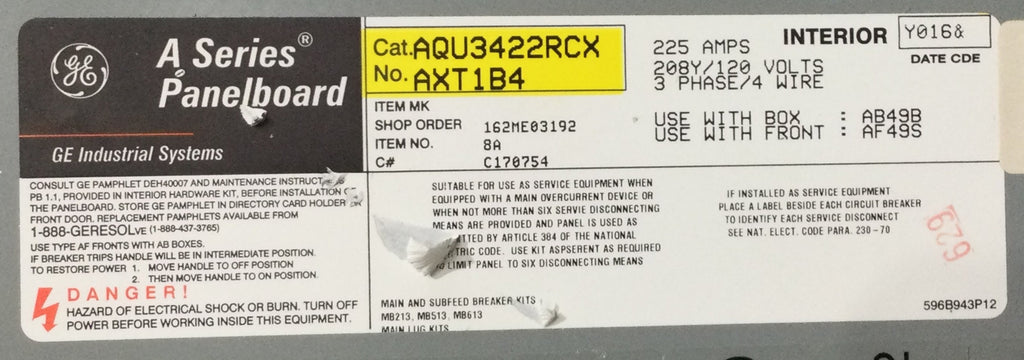 GE
A Series®
Panelboard
GE Industrial Systems
Cat. AQU3422RCX
No. AXT1B4
225 AMPS
208Y/120 VOLTS
3 PHASE/4 WIRE
INTERIOR
Y016&
DATE CDE
ITEM MK
SHOP ORDER 162ME03192
ITEM NO. 8A
C# C170754
USE WITH BOX : AB49B
USE WITH FRONT : AF49S
CONSULT GE PAMPHLET DEH40007 AND MAINTENANCE
PB 1.1, PROVIDED IN INTERIOR HARDWARE KIT, BEFORE INSTALLATION
THE PANELBOARD. STORE GE PAMPHLET IN DIRECTORY CARD HOLDER
FRONT DOOR. REPLACEMENT PAMPHLETS AVAILABLE FROM
1-888-GERESOLVE (1-888-437-3765)
USE TYPE AF FRONTS WITH AB BOXES.
IF BREAKER TRIPS HANDLE WILL BE IN INTERMEDIATE POSITION.
TO RESTORE POWER 1. MOVE HANDLE TO OFF POSITION
2. THEN MOVE HANDLE TO ON POSITION.
DANGER!
HAZARD OF ELECTRICAL SHOCK OR BURN. TURN OFF
POWER BEFORE WORKING INSIDE THIS EQUIPMENT.
SUITABLE FOR USE AS SERVICE EQUIPMENT WHEN
EQUIPPED WITH A MAIN OVERCURRENT DEVICE OR
WHEN NOT MORE THAN SIX SERVIE DISCONNECTING
MEANS ARE PROVIDED AND PANEL IS USED AS
TTED BY ARTICLE 384 OF THE NATIONAL
TRIC CODE. USE KIT ASPSERENT AS REQUIRED
LIMIT PANEL TO SIX DISCONNECTING MEANS
MAIN AND SUBFEED BREAKER KITS
MB213, MB513, MB613
MAIN LUG KITS
IF INSTALLED AS SERVICE EQUIPMENT
PLACE A LABEL BESIDE EACH CIRCUIT BREAKER
TO IDENTIFY EACH SERVICE DISCONNECT
SEE NAT. ELECT. CODE PARA. 230-70
629
596B943P12